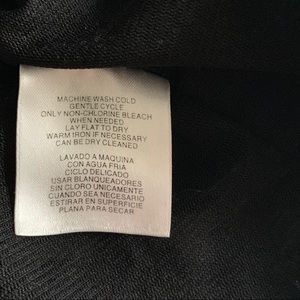 MACHINE WASH COLD
GENTLE CYCLE
ONLY NON-CHLORINE BLEACH
WHEN NEEDED
LAY FLAT TO DRY
WARM IRON IF NECESSARY
CAN BE DRY CLEANED
LAVADO A MAQUINA
CON AGUA FRIA
CICLO DELICADO
USAR BLANQUEADORES
SIN CLORO UNICAMENTE
CUANDO SEA NECESARIO
ESTIRAR EN SUPERFICIE
PLANA PARA SECAR